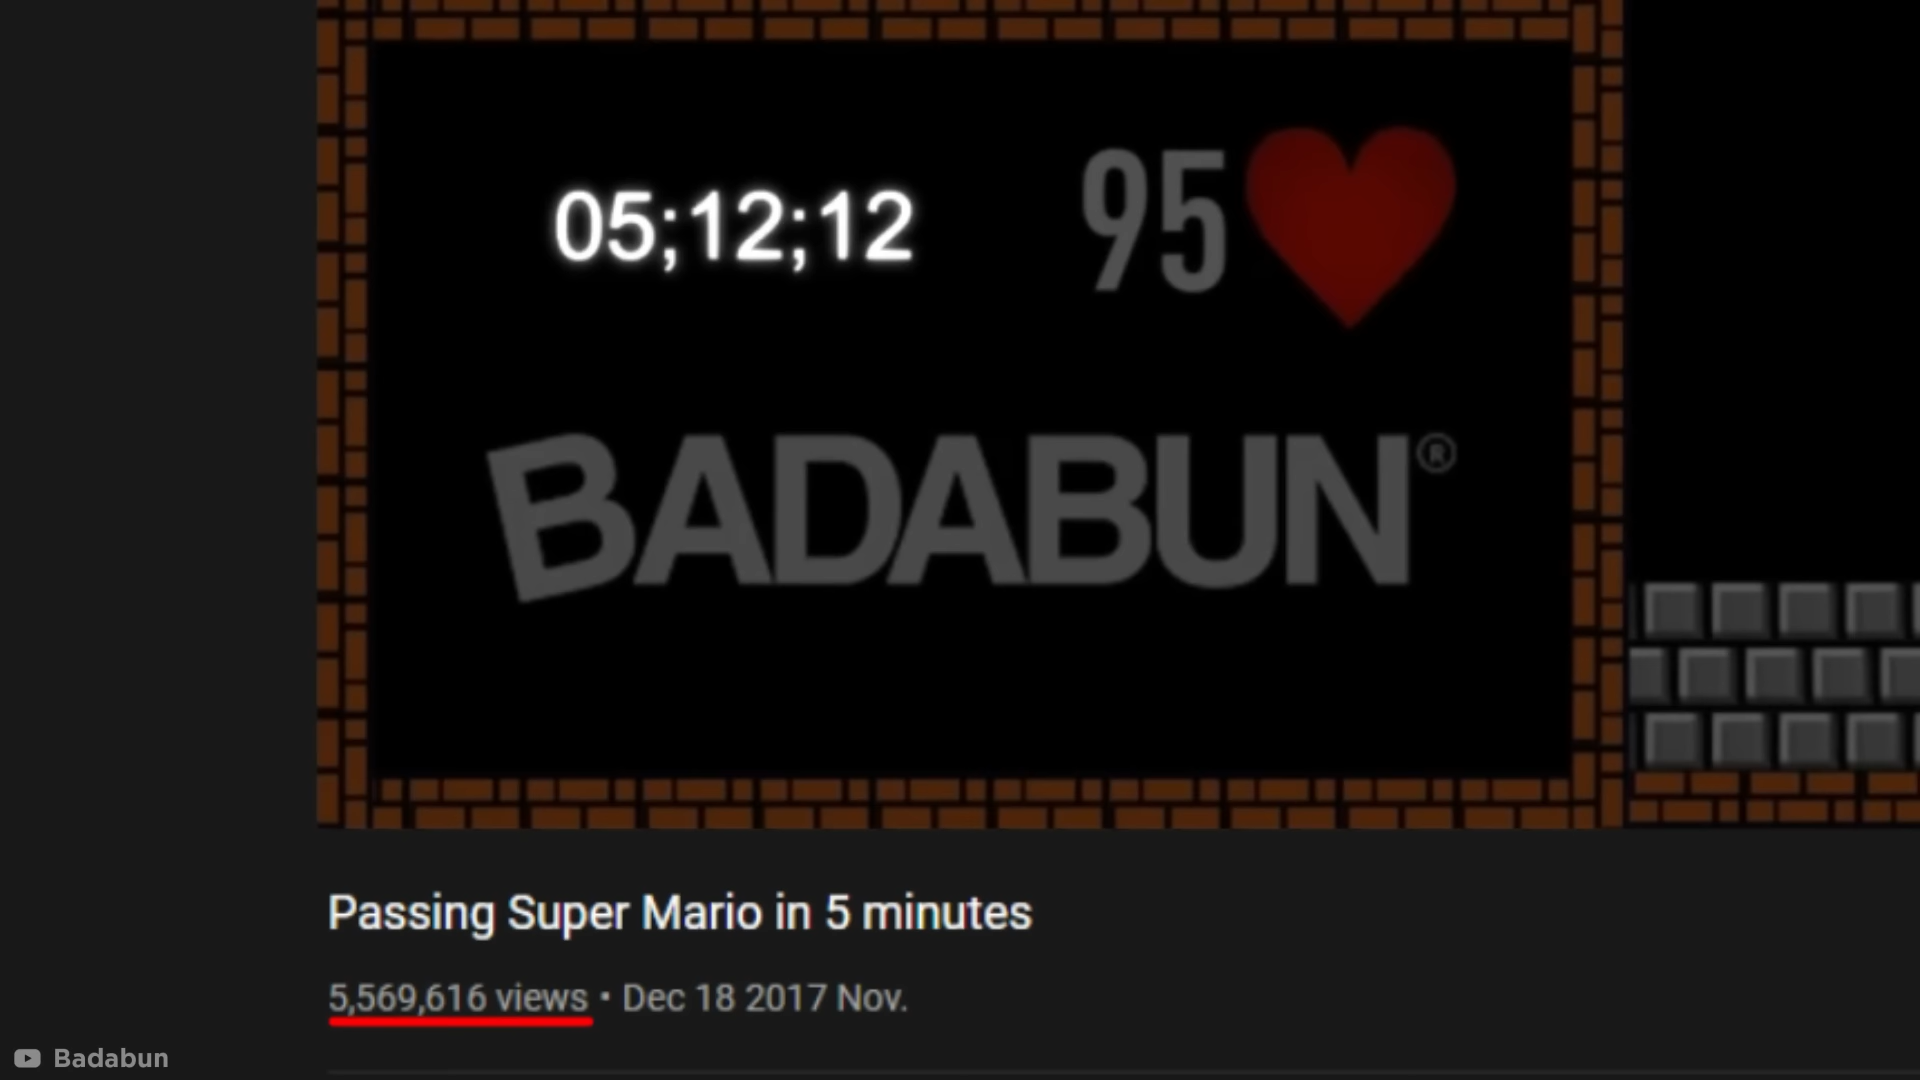 05;12;12
95
BADABUN®
Passing Super Mario in 5 minutes
5,569,616 views • Dec 18 2017 Nov.
Badabun